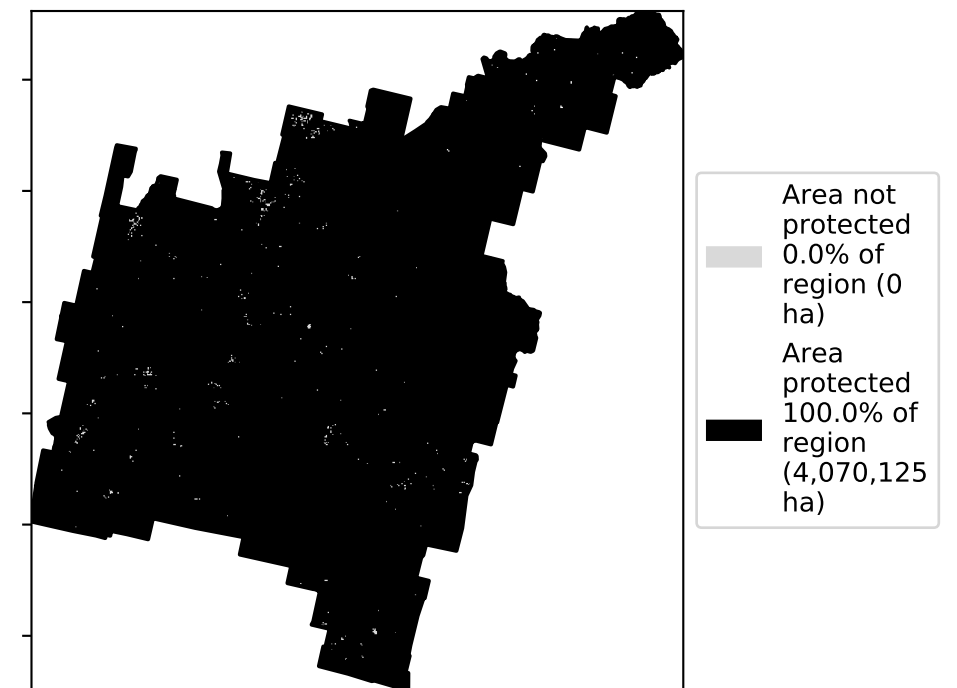 Area not
protected
0.0% of
region (0
ha)
Area
protected
100.0% of
region
(4,070,125
ha)